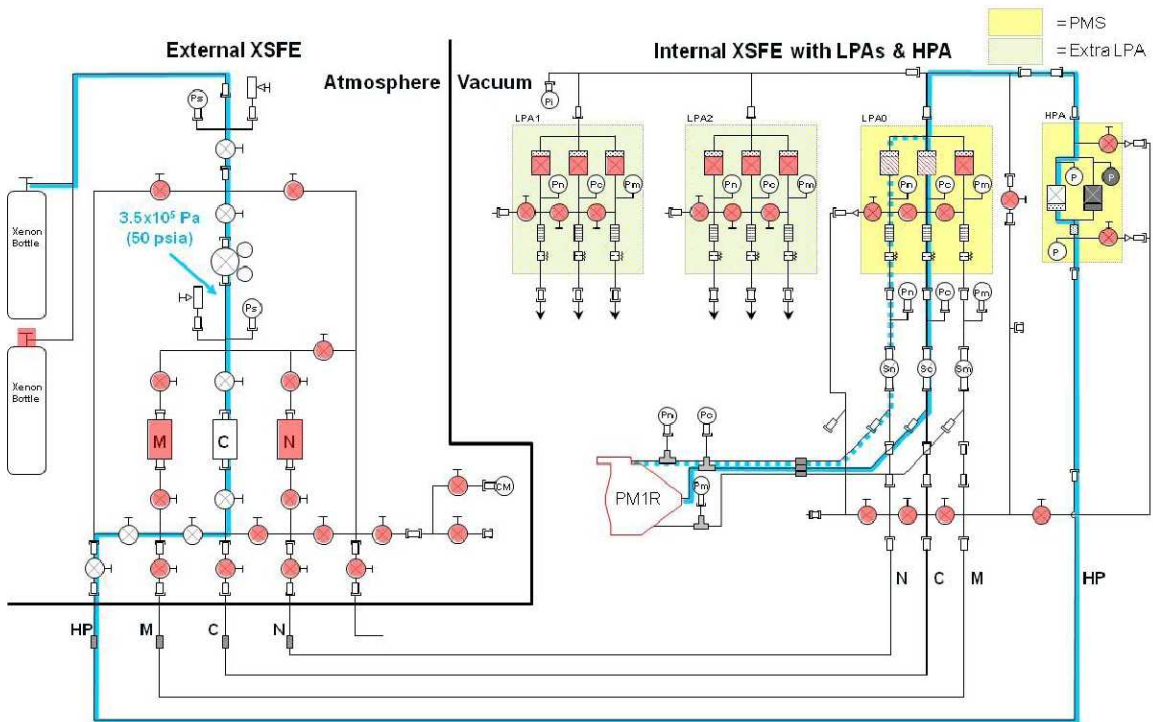 = PMS
= Extra LPA
External XSFE
Internal XSFE with LPAs & HPA
Atmosphere
Vacuum
Ps
Pi
LPA1
LPA2
LPA0
HPA
Pn
Pc
Pm
Pn
Pc
Pm
Pn
Pc
Pm
P
P
P
Xenon
Bottle
3.5x10⁵ Pa
(50 psia)
Ps
Pn
Pc
Pm
Xenon
Bottle
Sn
Sc
Sm
M
C
N
Pn
Pc
Pm
CM
PM1R
N
C
M
HP
HP
M
C
N